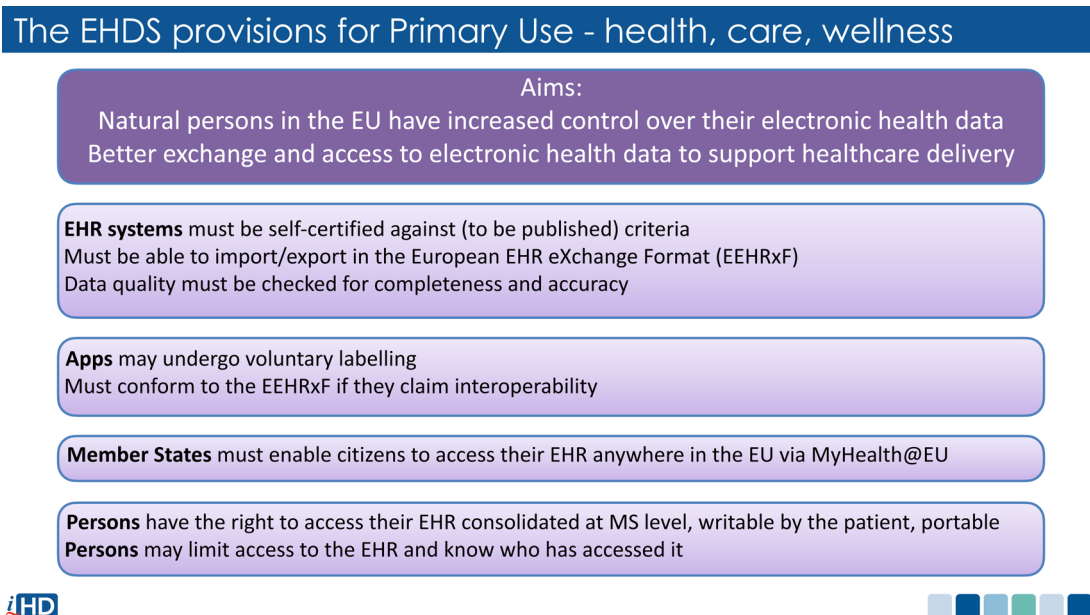 The EHDS provisions for Primary Use - health, care, wellness
Aims:
Natural persons in the EU have increased control over their electronic health data
Better exchange and access to electronic health data to support healthcare delivery
EHR systems must be self-certified against (to be published) criteria
Must be able to import/export in the European EHR eXchange Format (EEHRxF)
Data quality must be checked for completeness and accuracy
Apps may undergo voluntary labelling
Must conform to the EEHRxF if they claim interoperability
Member States must enable citizens to access their EHR anywhere in the EU via MyHealth@EU
Persons have the right to access their EHR consolidated at MS level, writable by the patient, portable
Persons may limit access to the EHR and know who has accessed it
iHD